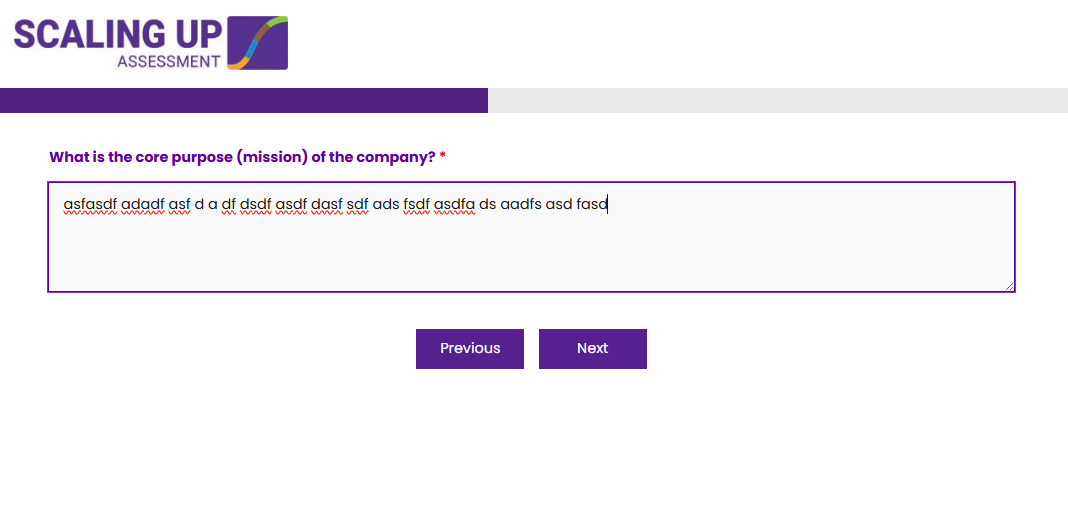 SCALING UP
ASSESSMENT
What is the core purpose (mission) of the company? *
asfasdf adadf asf d a df dsdf asdf dasf sdf ads fsdf asdfa ds aadfs asd fasd
Previous
Next